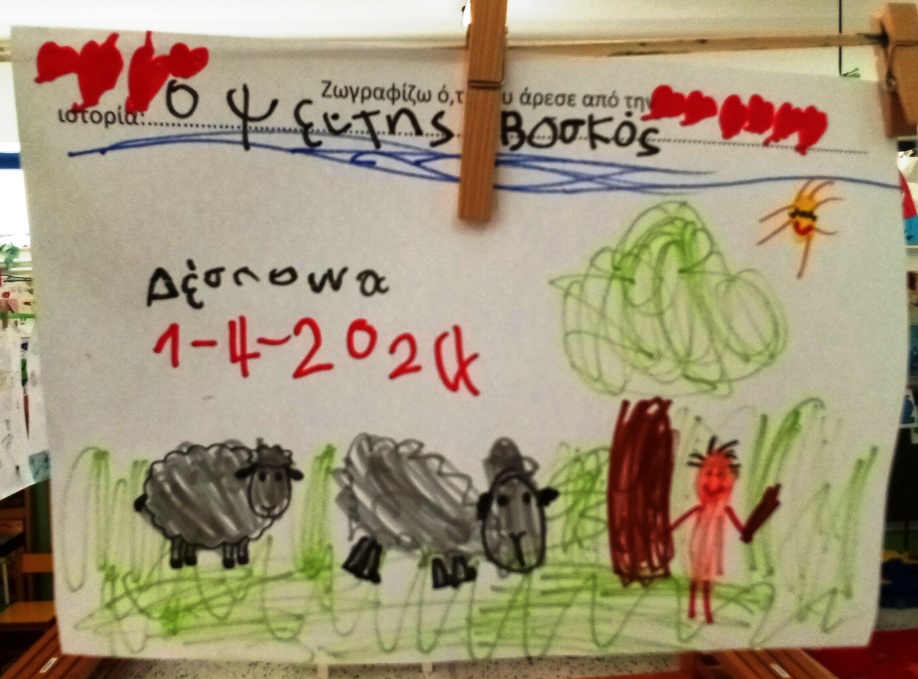 Ζωγραφίζω ό,τ υ άρεσε από την
ιστορία: Ο Ψεύτης Βοσκός
Δέσποινα
1-4-2024